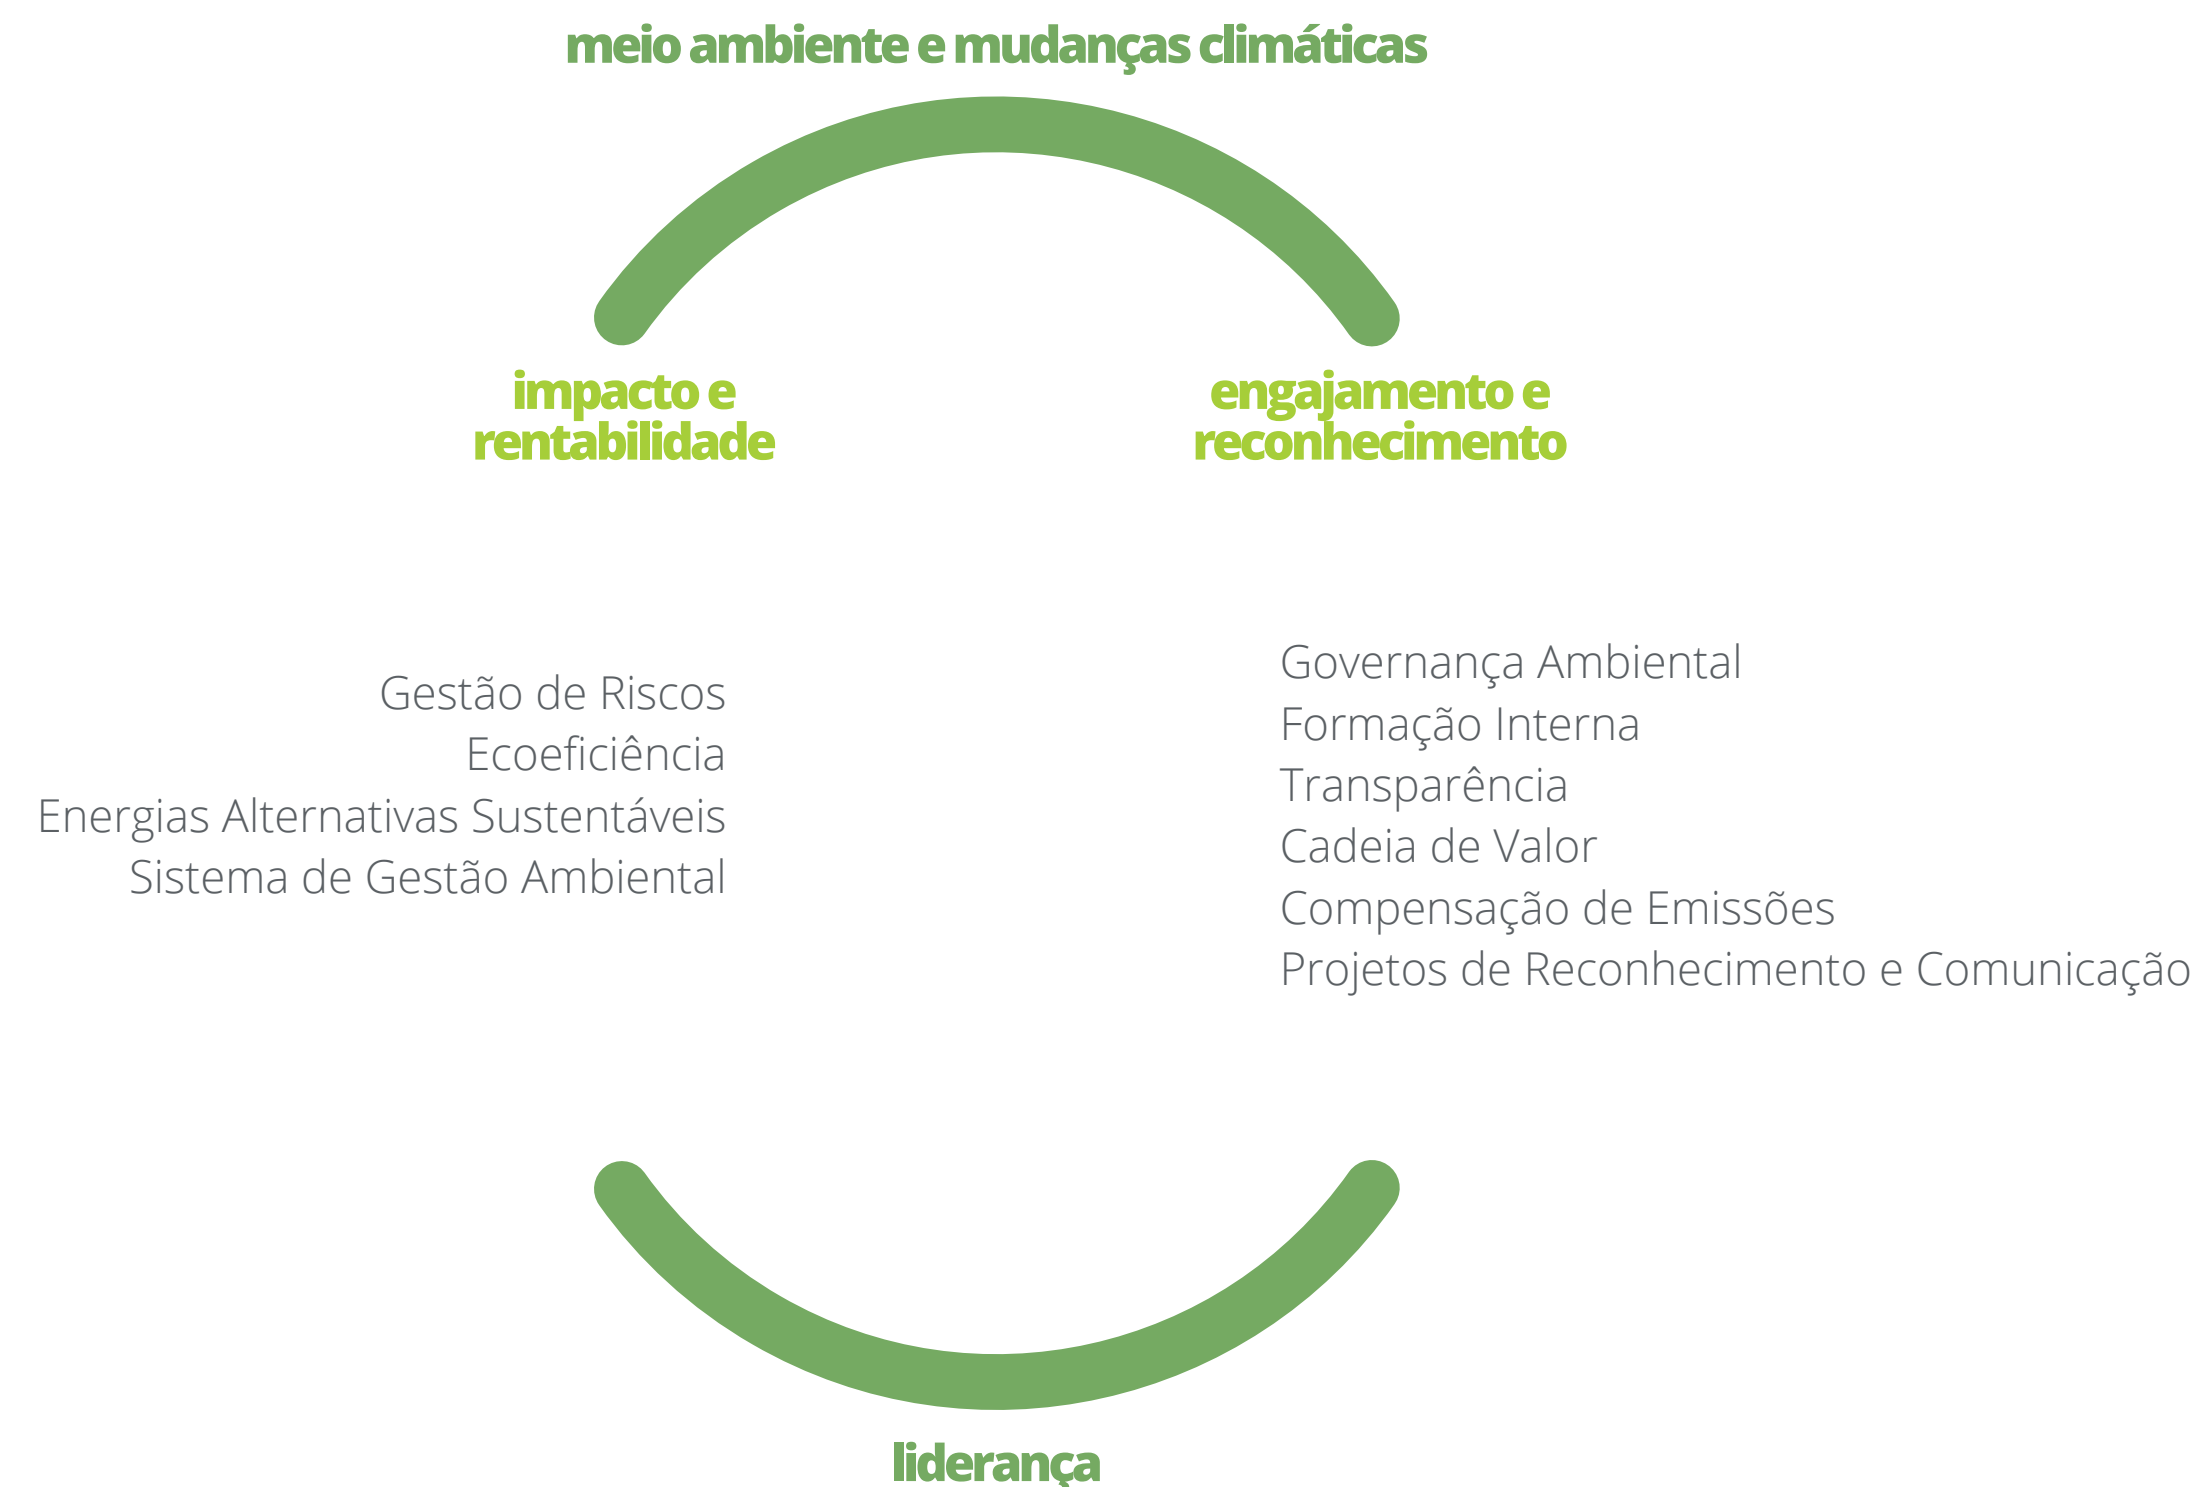 meio ambiente e mudanças climáticas
impacto e
rentabilidade
engajamento e
reconhecimento
Gestão de Riscos
Ecoeficiência
Energias Alternativas Sustentáveis
Sistema de Gestão Ambiental
Governança Ambiental
Formação Interna
Transparência
Cadeia de Valor
Compensação de Emissões
Projetos de Reconhecimento e Comunicação
liderança